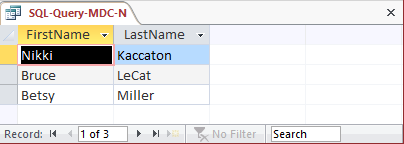 SQL-Query-MDC-N
FirstName LastName
Nikki Kaccaton
Bruce LeCat
Betsy Miller
Record: 1 of 3 No Filter Search